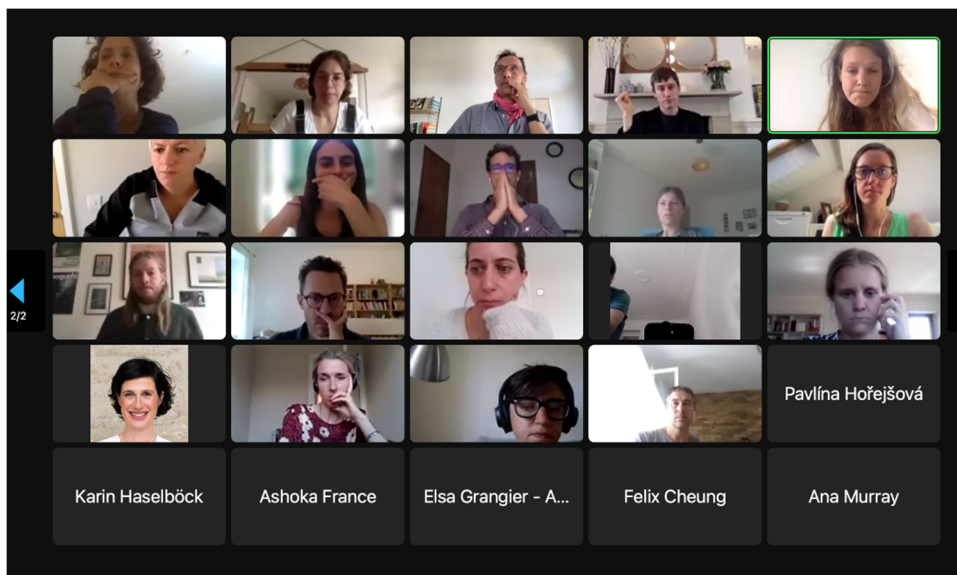 2/2
Pavlína Hořejšová
Karin Haselböck
Ashoka France
Elsa Grangier - A...
Felix Cheung
Ana Murray